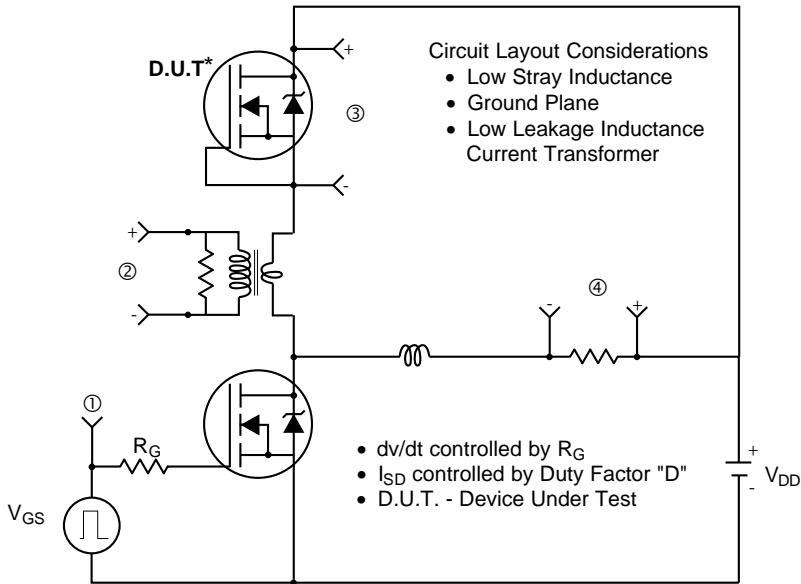 D.U.T*
+
③
-
Circuit Layout Considerations
• Low Stray Inductance
• Ground Plane
• Low Leakage Inductance
Current Transformer
+
②
-
④
- +
①
RG
VGS
• dv/dt controlled by RG
• ISD controlled by Duty Factor "D"
• D.U.T. - Device Under Test
+
VDD
-